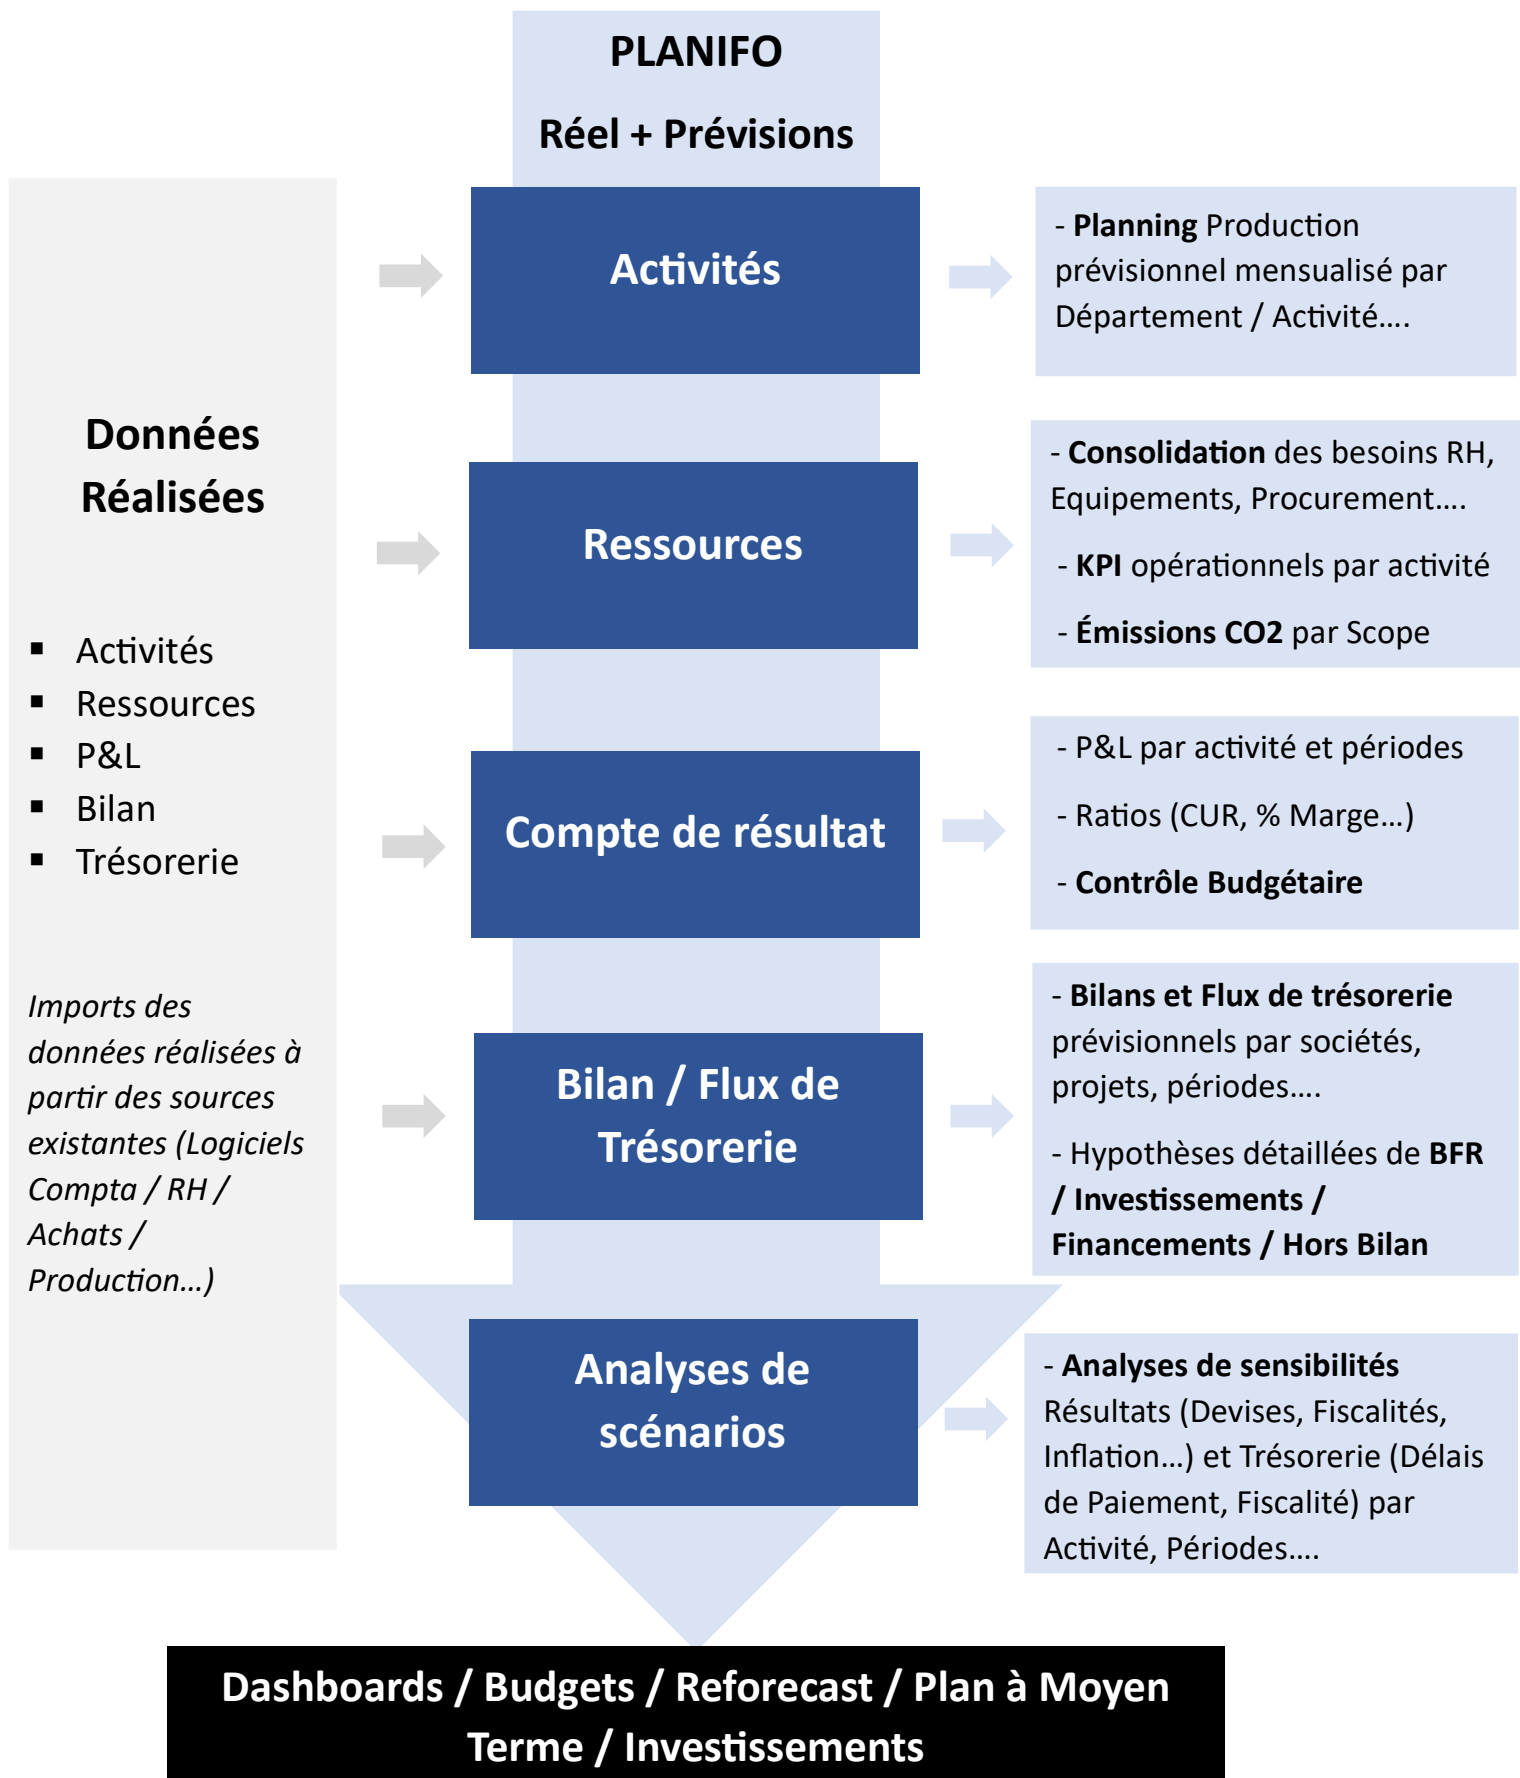 PLANIFO
Réel + Prévisions
Données
Réalisées
▪ Activités
▪ Ressources
▪ P&L
▪ Bilan
▪ Trésorerie
Imports des
données réalisées à
partir des sources
existantes (Logiciels
Compta / RH /
Achats /
Production…)
Activités
- Planning Production
prévisionnel mensualisé par
Département / Activité….
Ressources
- Consolidation des besoins RH,
Equipements, Procurement….
- KPI opérationnels par activité
- Émissions CO2 par Scope
Compte de résultat
- P&L par activité et périodes
- Ratios (CUR, % Marge…)
- Contrôle Budgétaire
Bilan / Flux de
Trésorerie
- Bilans et Flux de trésorerie
prévisionnels par sociétés,
projets, périodes….
- Hypothèses détaillées de BFR
/ Investissements /
Financements / Hors Bilan
Analyses de
scénarios
- Analyses de sensibilités
Résultats (Devises, Fiscalités,
Inflation…) et Trésorerie (Délais
de Paiement, Fiscalité) par
Activité, Périodes….
Dashboards / Budgets / Reforecast / Plan à Moyen
Terme / Investissements